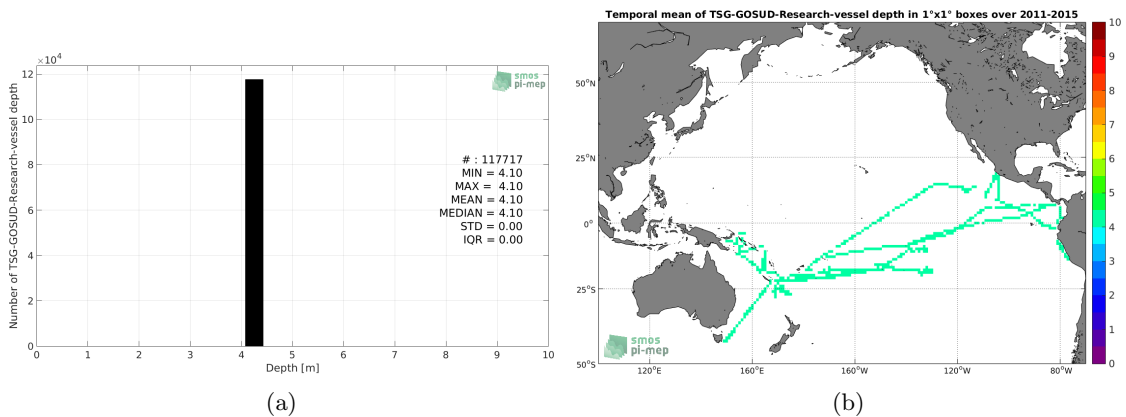 ×10⁴
12
10
8
6
4
2
0
Number of TSG-GOSUD-Research-vessel depth
smos
pi-mep
# : 117717
MIN = 4.10
MAX = 4.10
MEAN = 4.10
MEDIAN = 4.10
STD = 0.00
IQR = 0.00
0 1 2 3 4 5 6 7 8 9 10
Depth [m]
(a)
Temporal mean of TSG-GOSUD-Research-vessel depth in 1°x1° boxes over 2011-2015
50°N
25°N
0°
25°S
50°S
120°E 160°E 160°W 120°W 80°W
smos
pi-mep
10
9
8
7
6
5
4
3
2
1
0
(b)